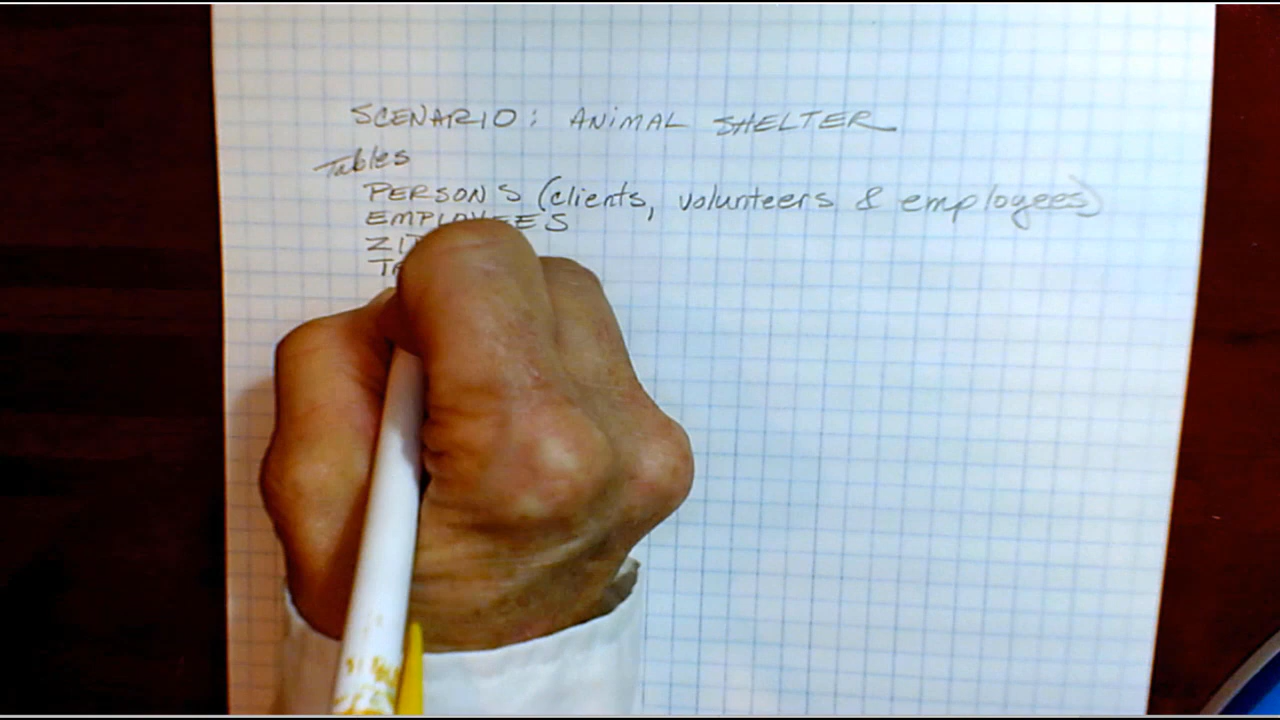 SCENARIO: ANIMAL SHELTER
Tables
PERSONS (clients, volunteers & employees)
EMPLOYEES